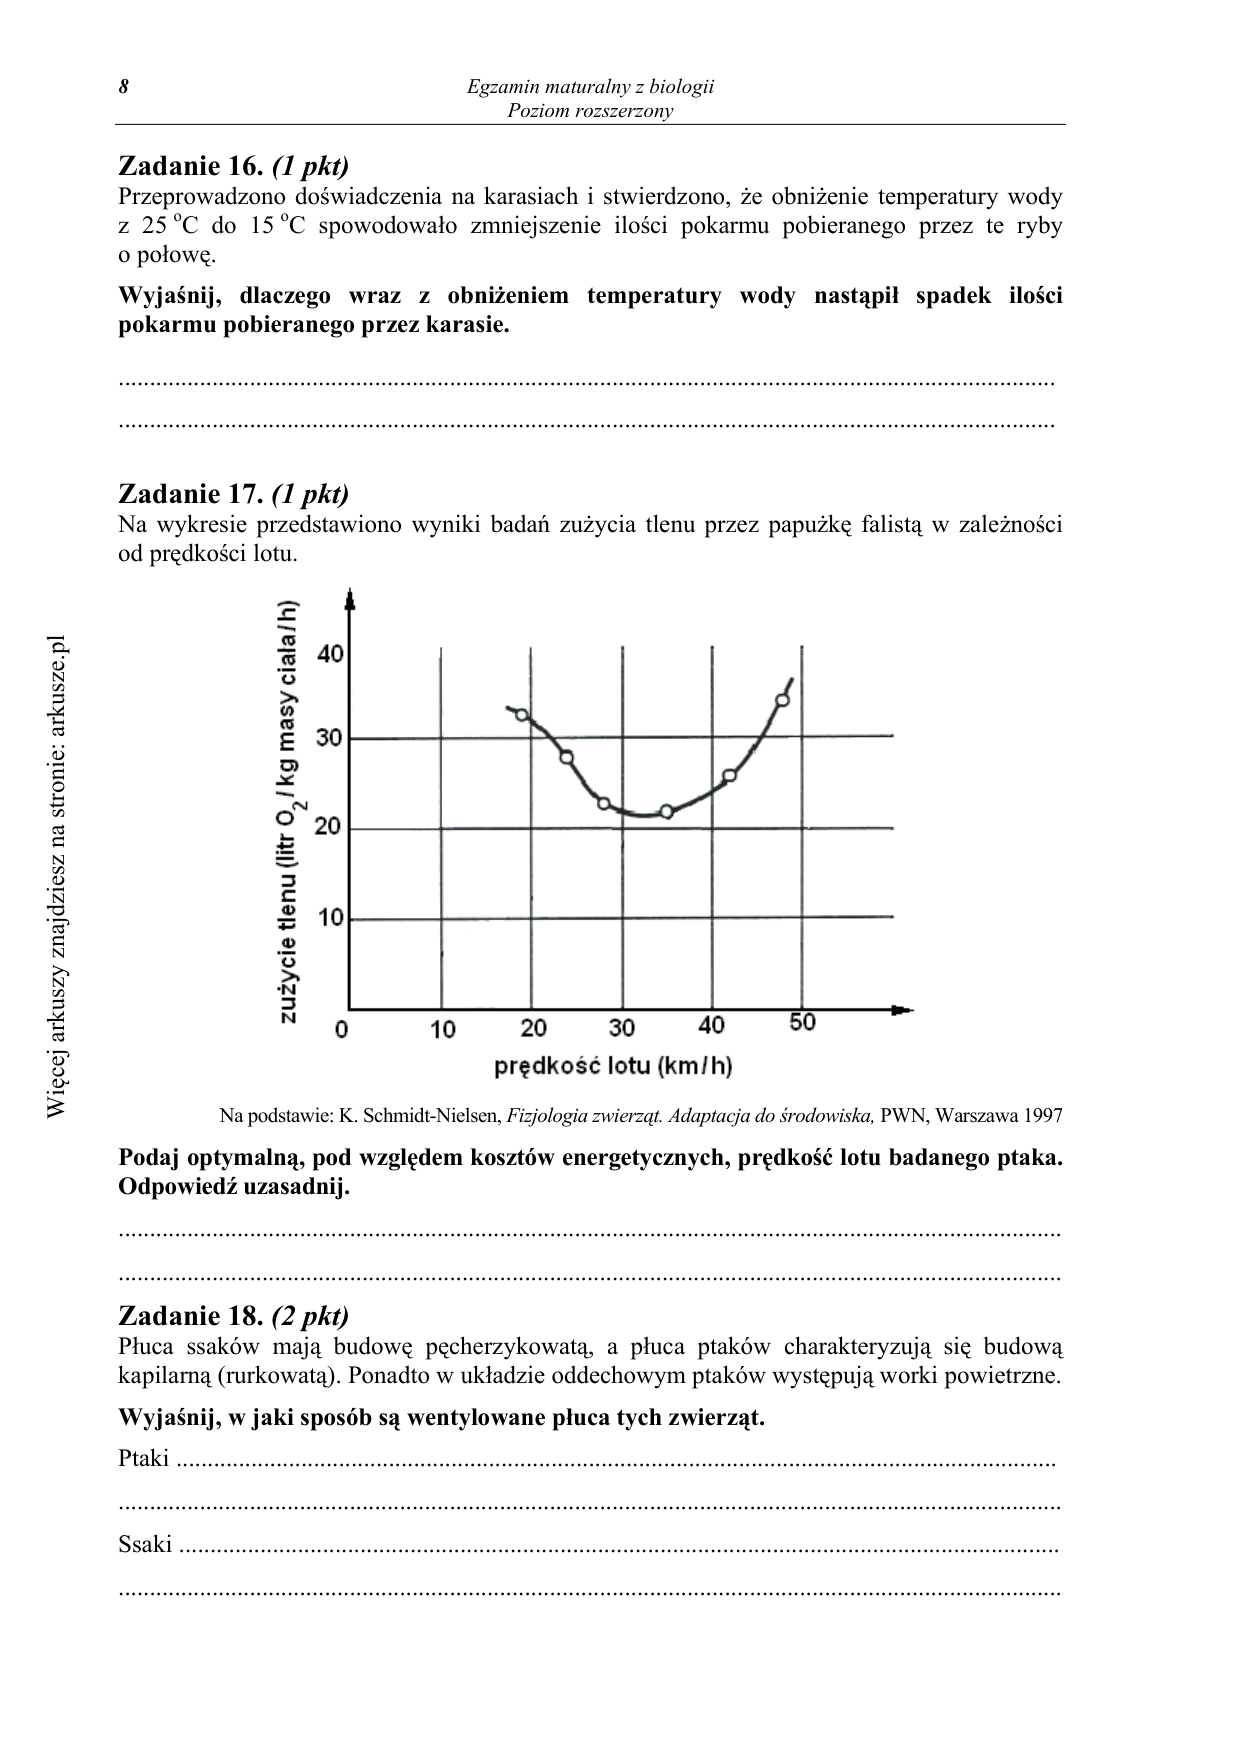 8
Egzamin maturalny z biologii
Poziom rozszerzony
Zadanie 16. (1 pkt)
Przeprowadzono doświadczenia na karasiach i stwierdzono, że obniżenie temperatury wody
z 25 °C do 15 °C spowodowało zmniejszenie ilości pokarmu pobieranego przez te ryby
o połowę.
Wyjaśnij, dlaczego wraz z obniżeniem temperatury wody nastąpił spadek ilości
pokarmu pobieranego przez karasie.
Zadanie 17. (1 pkt)
Na wykresie przedstawiono wyniki badań zużycia tlenu przez papużkę falistą w zależności
od prędkości lotu.
zużycie tlenu (litr O2 / kg masy ciała/h)
40
30
20
10
0 10 20 30 40 50
prędkość lotu (km/h)
Na podstawie: K. Schmidt-Nielsen, Fizjologia zwierząt. Adaptacja do środowiska, PWN, Warszawa 1997
Podaj optymalną, pod względem kosztów energetycznych, prędkość lotu badanego ptaka.
Odpowiedź uzasadnij.
Zadanie 18. (2 pkt)
Płuca ssaków mają budowę pęcherzykowatą, a płuca ptaków charakteryzują się budową
kapilarną (rurkowatą). Ponadto w układzie oddechowym ptaków występują worki powietrzne.
Wyjaśnij, w jaki sposób są wentylowane płuca tych zwierząt.
Ptaki ................................................................................
Ssaki ................................................................................
Więcej arkuszy znajdziesz na stronie: arkusze.pl